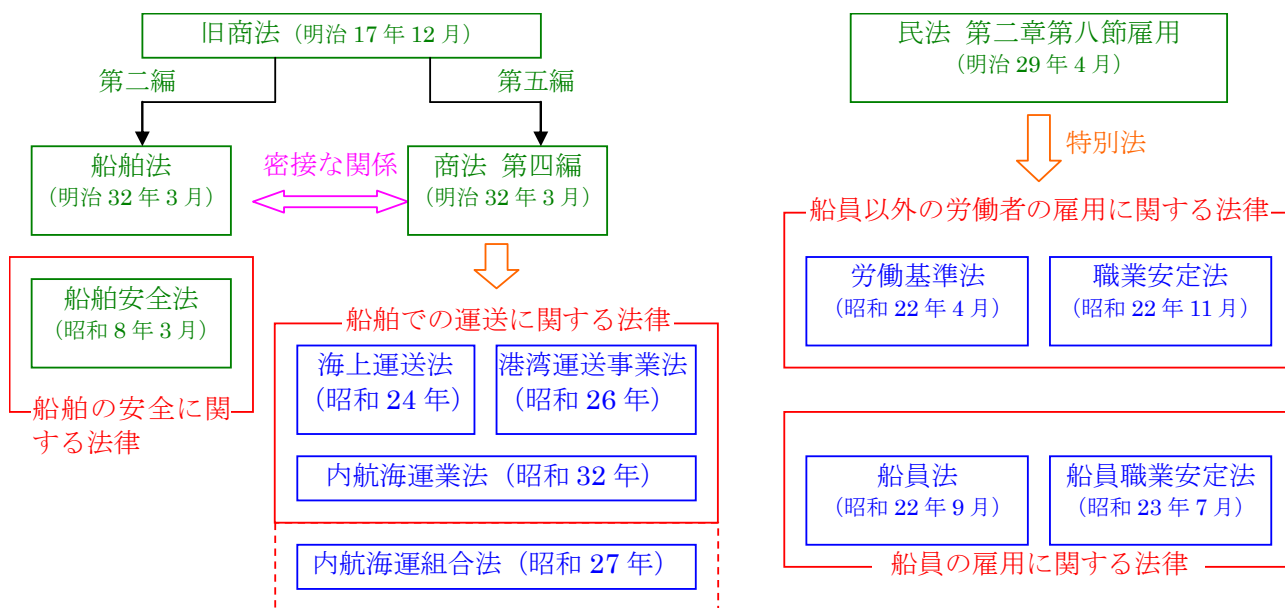 旧商法（明治 17 年 12 月）
第二編
第五編
船舶法
（明治 32 年 3 月）
密接な関係
商法 第四編
（明治 32 年 3 月）
船舶安全法
（昭和 8 年 3 月）
船舶の安全に関
する法律
船舶での運送に関する法律
海上運送法
（昭和 24 年）
港湾運送事業法
（昭和 26 年）
内航海運業法（昭和 32 年）
内航海運組合法（昭和 27 年）
民法 第二章第八節雇用
（明治 29 年 4 月）
特別法
船員以外の労働者の雇用に関する法律
労働基準法
（昭和 22 年 4 月）
職業安定法
（昭和 22 年 11 月）
船員法
（昭和 22 年 9 月）
船員職業安定法
（昭和 23 年 7 月）
船員の雇用に関する法律